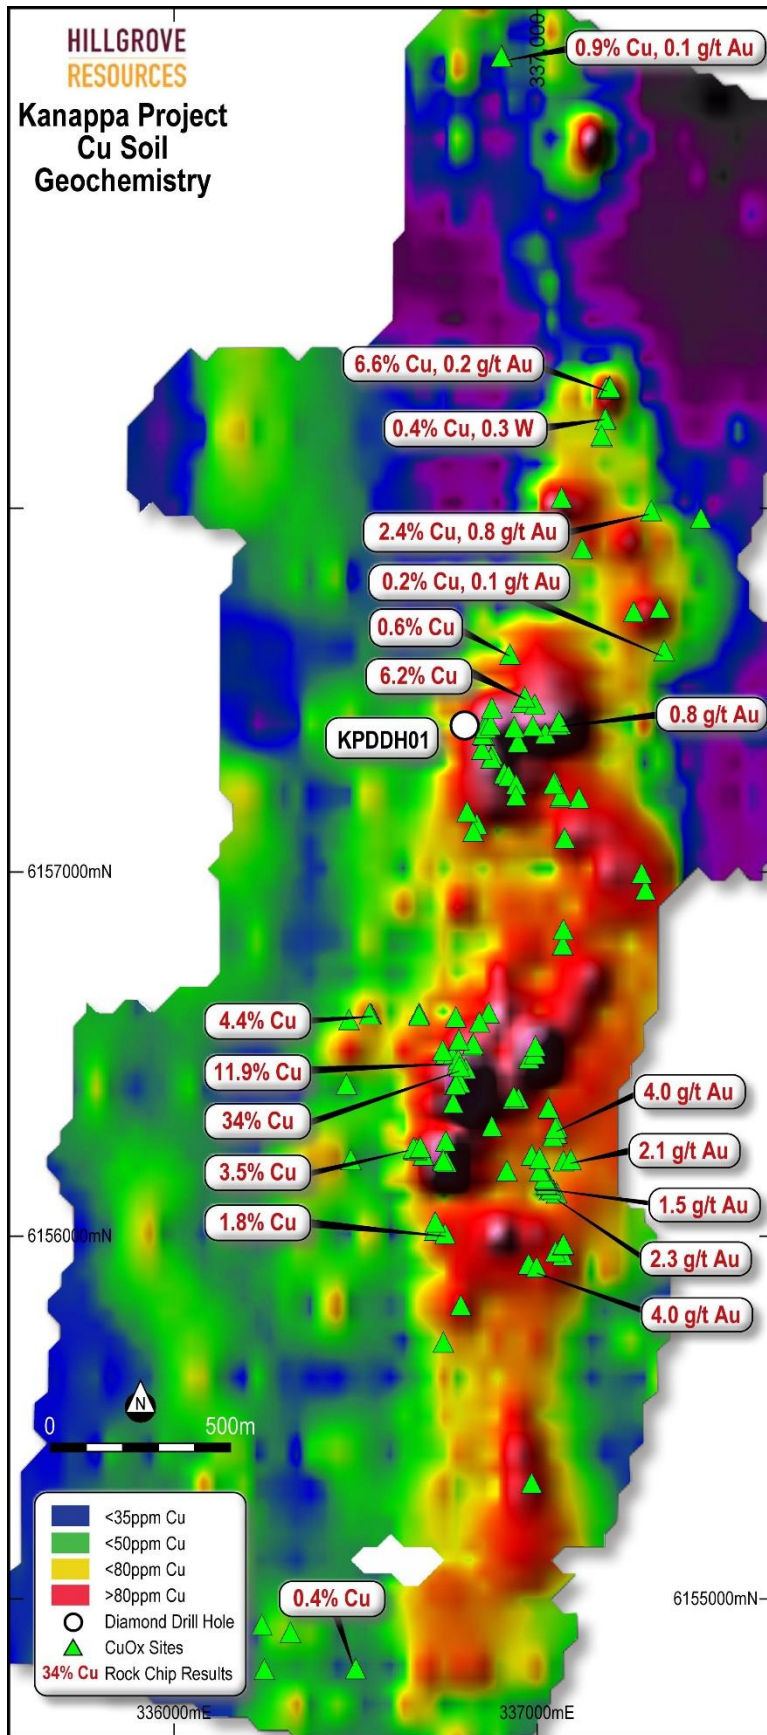 HILLGROVE
RESOURCES
Kanappa Project
Cu Soil
Geochemistry
337000
0.9% Cu, 0.1 g/t Au
6.6% Cu, 0.2 g/t Au
0.4% Cu, 0.3 W
2.4% Cu, 0.8 g/t Au
0.2% Cu, 0.1 g/t Au
0.6% Cu
6.2% Cu
0.8 g/t Au
KPDDH01
6157000mN
4.4% Cu
11.9% Cu
34% Cu
4.0 g/t Au
3.5% Cu
2.1 g/t Au
1.8% Cu
1.5 g/t Au
6156000mN
2.3 g/t Au
4.0 g/t Au
N
0 500m
<35ppm Cu
<50ppm Cu
<80ppm Cu
>80ppm Cu
Diamond Drill Hole
CuOx Sites
34% Cu Rock Chip Results
0.4% Cu
6155000mN
336000mE
337000mE